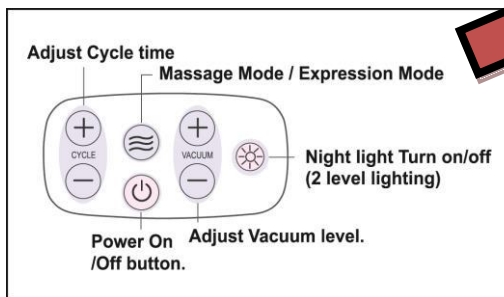 Adjust Cycle time
Massage Mode / Expression Mode
CYCLE
VACUUM
Night light Turn on/off
(2 level lighting)
Power On
/Off button.
Adjust Vacuum level.